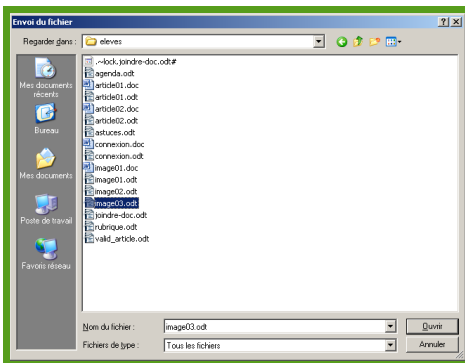 Envoi du fichier
Regarder dans :
eleves
Mes documents
récents
Bureau
Mes documents
Poste de travail
Favoris réseau
.~lock.joindre-doc.odt#
agenda.odt
article01.doc
article01.odt
article02.doc
article02.odt
astuces.odt
connexion.doc
connexion.odt
image01.doc
image01.odt
image02.odt
image03.odt
joindre-doc.odt
rubrique.odt
valid_article.odt
Nom du fichier :
image03.odt
Ouvrir
Fichiers de type :
Tous les fichiers
Annuler